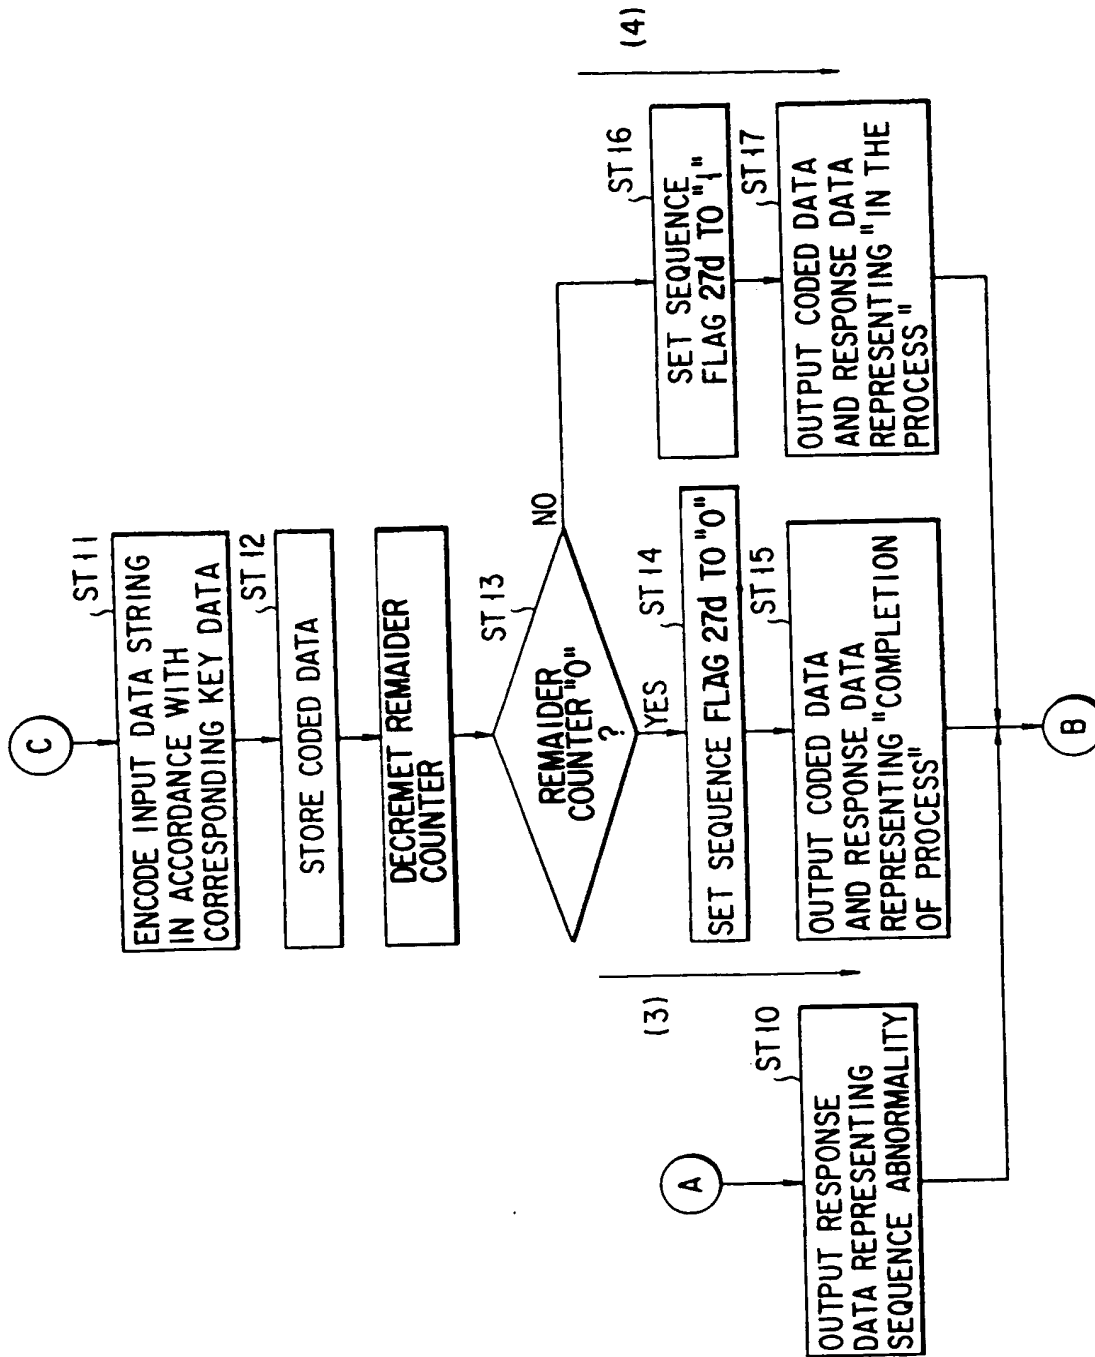 C
ST11
ENCODE INPUT DATA STRING
IN ACCORDANCE WITH
CORRESPONDING KEY DATA
ST12
STORE CODED DATA
DECREMET REMAIDER
COUNTER
ST13
REMAIDER
COUNTER "0"
?
NO
YES
(3)
ST14
SET SEQUENCE FLAG 27d TO "0"
ST15
OUTPUT CODED DATA
AND RESPONSE DATA
REPRESENTING "COMPLETION
OF PROCESS"
(4)
ST16
SET SEQUENCE
FLAG 27d TO "1"
ST17
OUTPUT CODED DATA
AND RESPONSE DATA
REPRESENTING "IN THE
PROCESS"
A
ST10
OUTPUT RESPONSE
DATA REPRESENTING
SEQUENCE ABNORMALITY
B